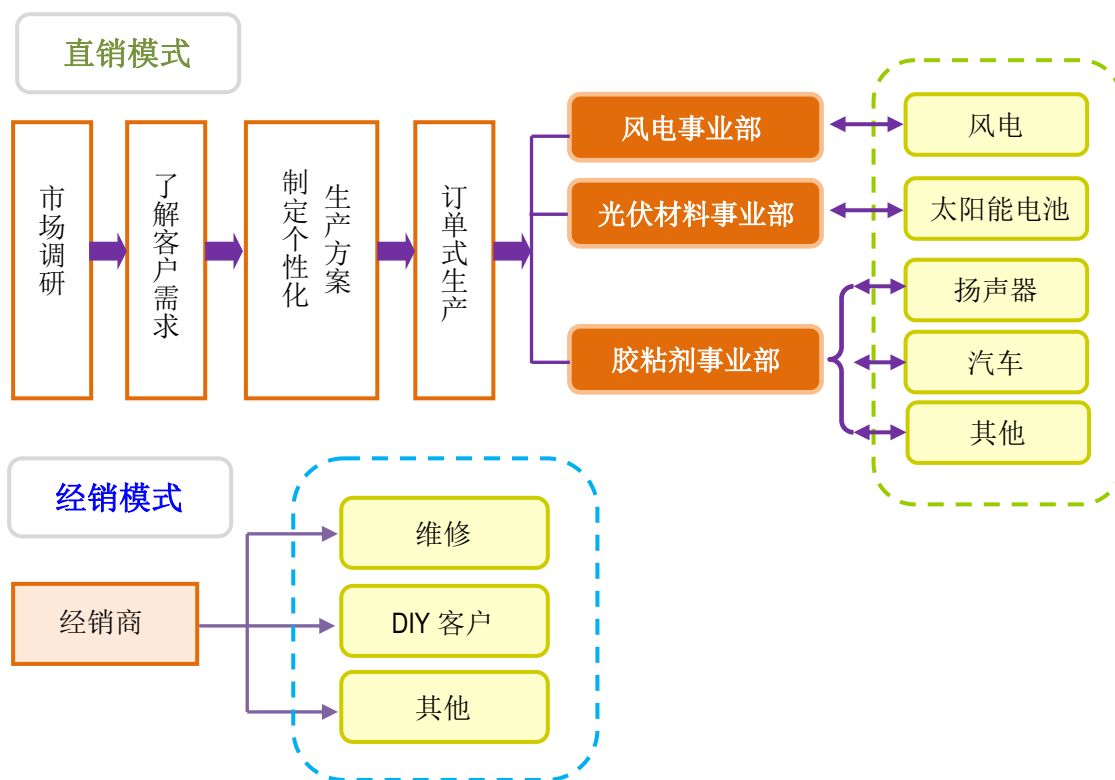 直销模式
市场调研
了解客户需求
制定个性化
生产方案
订单式生产
风电事业部
光伏材料事业部
胶粘剂事业部
风电
太阳能电池
扬声器
汽车
其他
经销模式
经销商
维修
DIY 客户
其他